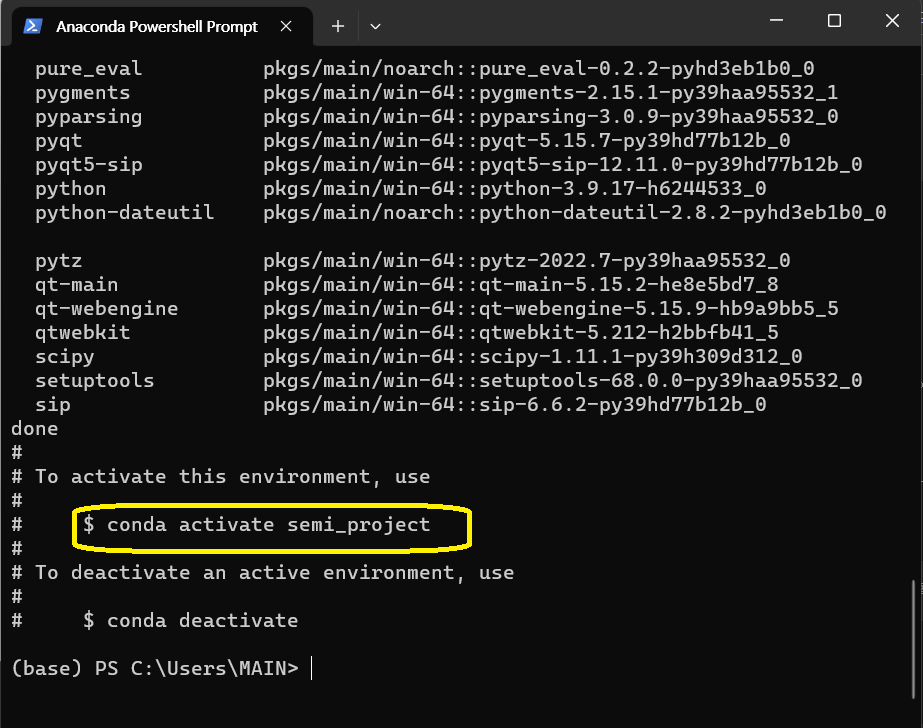 Anaconda Powershell Prompt
pure_eval pkgs/main/noarch::pure_eval-0.2.2-pyhd3eb1b0_0
pygments pkgs/main/win-64::pygments-2.15.1-py39haa95532_1
pyparsing pkgs/main/win-64::pyparsing-3.0.9-py39haa95532_0
pyqt pkgs/main/win-64::pyqt-5.15.7-py39hd77b12b_0
pyqt5-sip pkgs/main/win-64::pyqt5-sip-12.11.0-py39hd77b12b_0
python pkgs/main/win-64::python-3.9.17-h6244533_0
python-dateutil pkgs/main/noarch::python-dateutil-2.8.2-pyhd3eb1b0_0
pytz pkgs/main/win-64::pytz-2022.7-py39haa95532_0
qt-main pkgs/main/win-64::qt-main-5.15.2-he8e5bd7_8
qt-webengine pkgs/main/win-64::qt-webengine-5.15.9-hb9a9bb5_5
qtwebkit pkgs/main/win-64::qtwebkit-5.212-h2bbfb41_5
scipy pkgs/main/win-64::scipy-1.11.1-py39h309d312_0
setuptools pkgs/main/win-64::setuptools-68.0.0-py39haa95532_0
sip pkgs/main/win-64::sip-6.6.2-py39hd77b12b_0
done
#
# To activate this environment, use
#
# $ conda activate semi_project
#
# To deactivate an active environment, use
#
# $ conda deactivate
(base) PS C:\Users\MAIN>